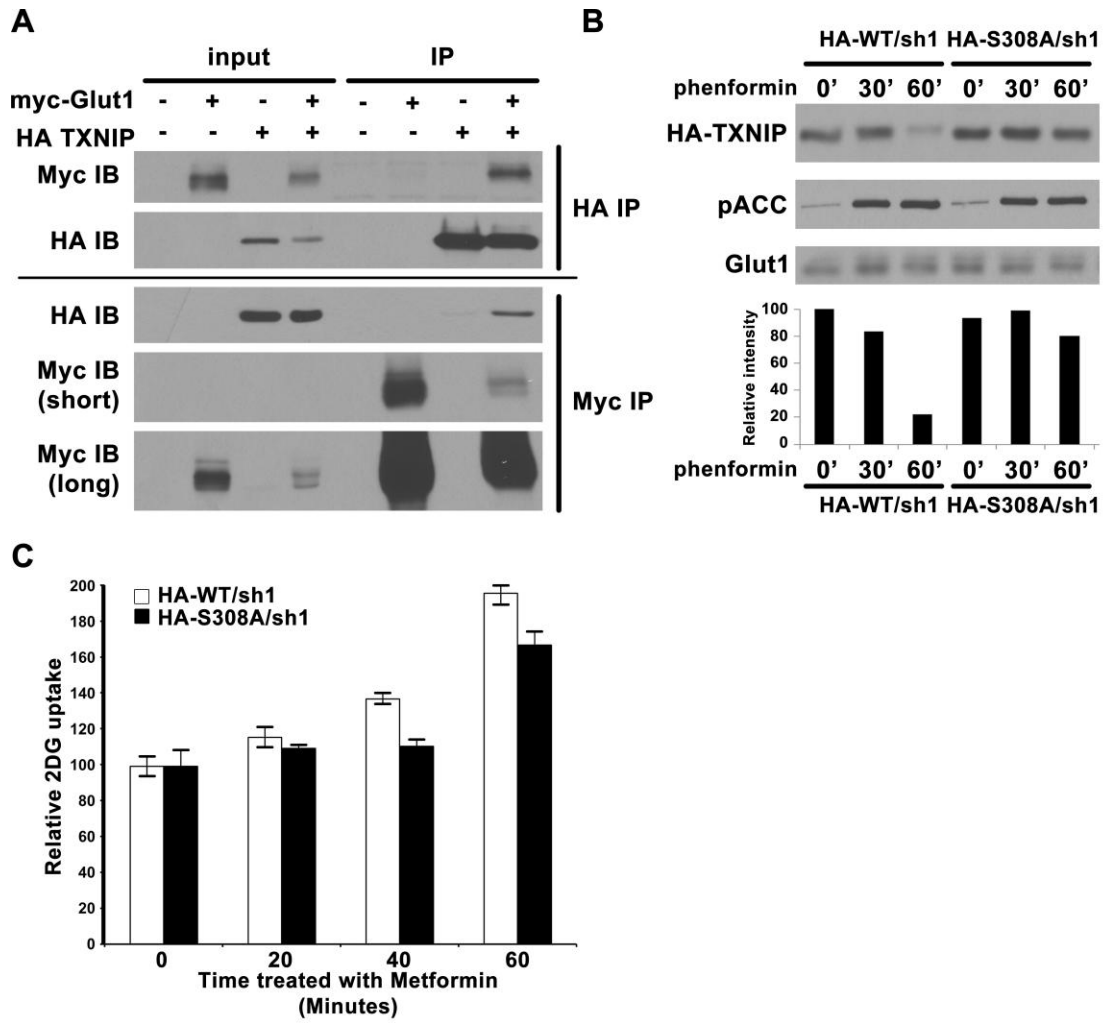 A
input IP
myc-Glut1 - + - + - + - +
HA TXNIP - - + + - - + +
Myc IB
HA IB
HA IP
HA IB
Myc IB
(short)
Myc IB
(long)
Myc IP
B
HA-WT/sh1 HA-S308A/sh1
phenformin 0' 30' 60' 0' 30' 60'
HA-TXNIP
pACC
Glut1
Relative intensity
100
80
60
40
20
0
phenformin 0' 30' 60' 0' 30' 60'
HA-WT/sh1 HA-S308A/sh1
C
HA-WT/sh1
HA-S308A/sh1
Relative 2DG uptake
200
180
160
140
120
100
80
60
40
20
0
0 20 40 60
Time treated with Metformin
(Minutes)